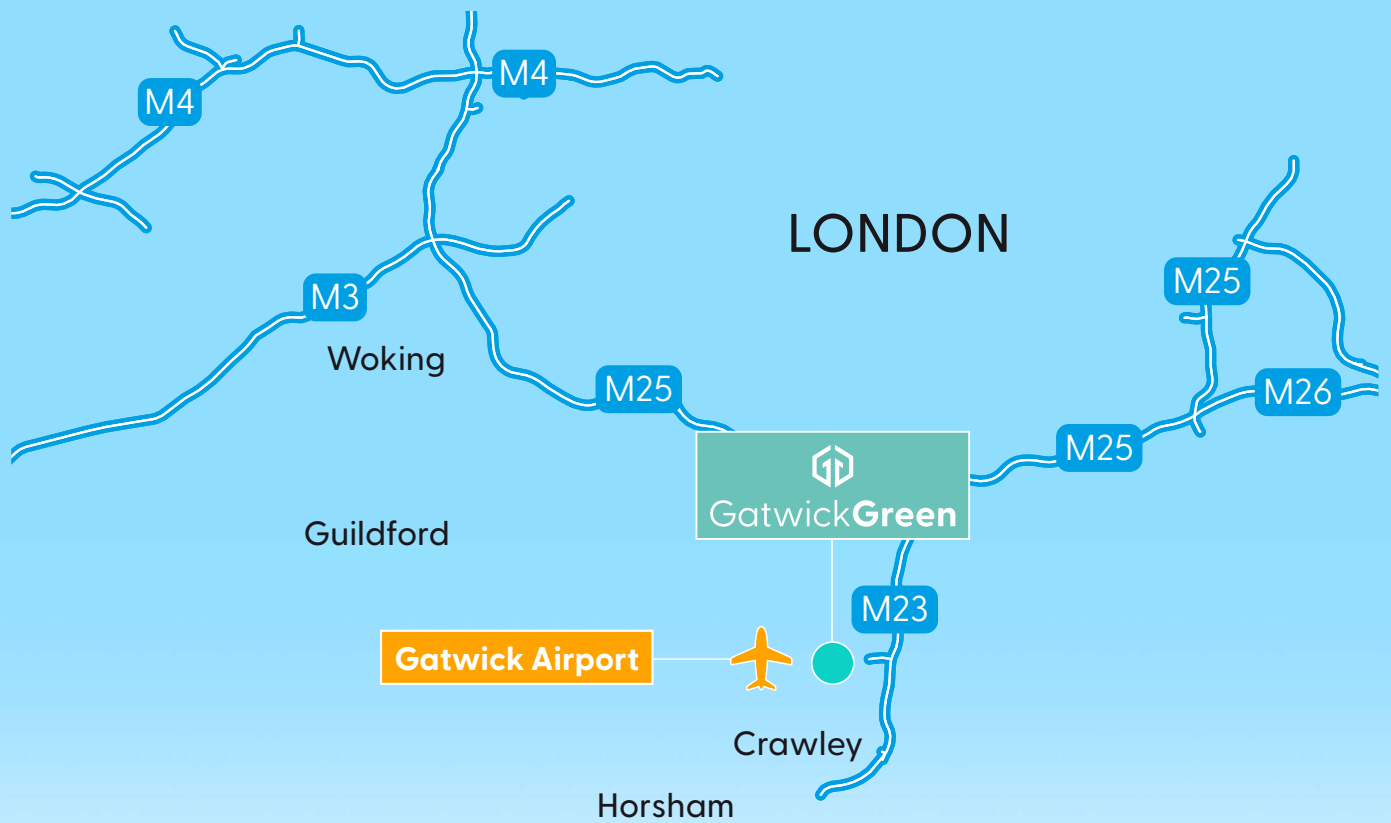 M4
M4
LONDON
M25
M3
Woking
M25
M26
M25
GatwickGreen
Guildford
M23
Gatwick Airport
Crawley
Horsham